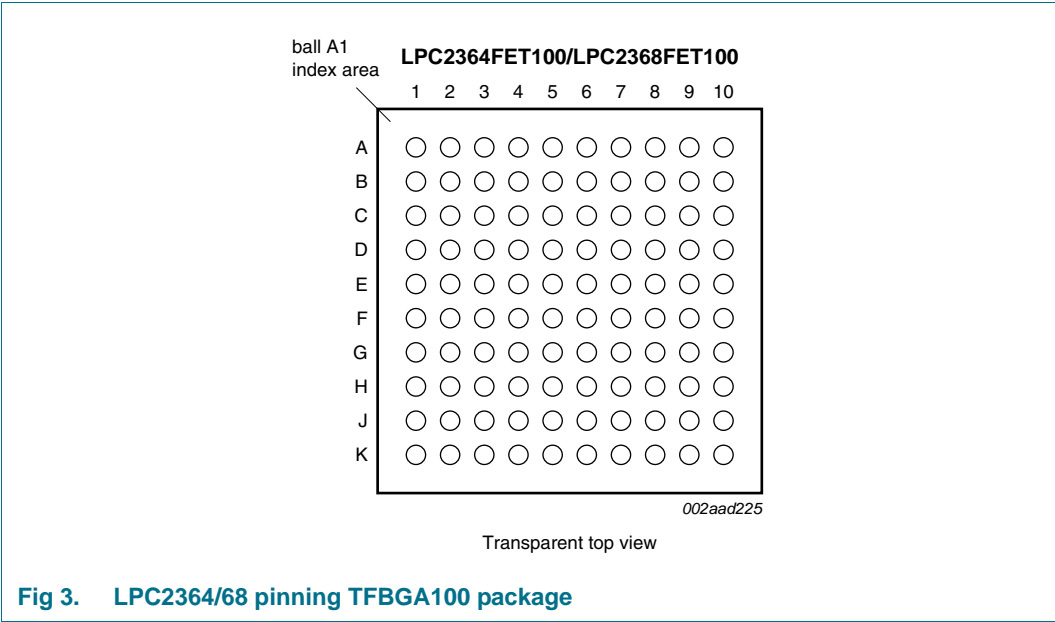 ball A1
index area
LPC2364FET100/LPC2368FET100
1 2 3 4 5 6 7 8 9 10
A
B
C
D
E
F
G
H
J
K
002aad225
Transparent top view
Fig 3. LPC2364/68 pinning TFBGA100 package